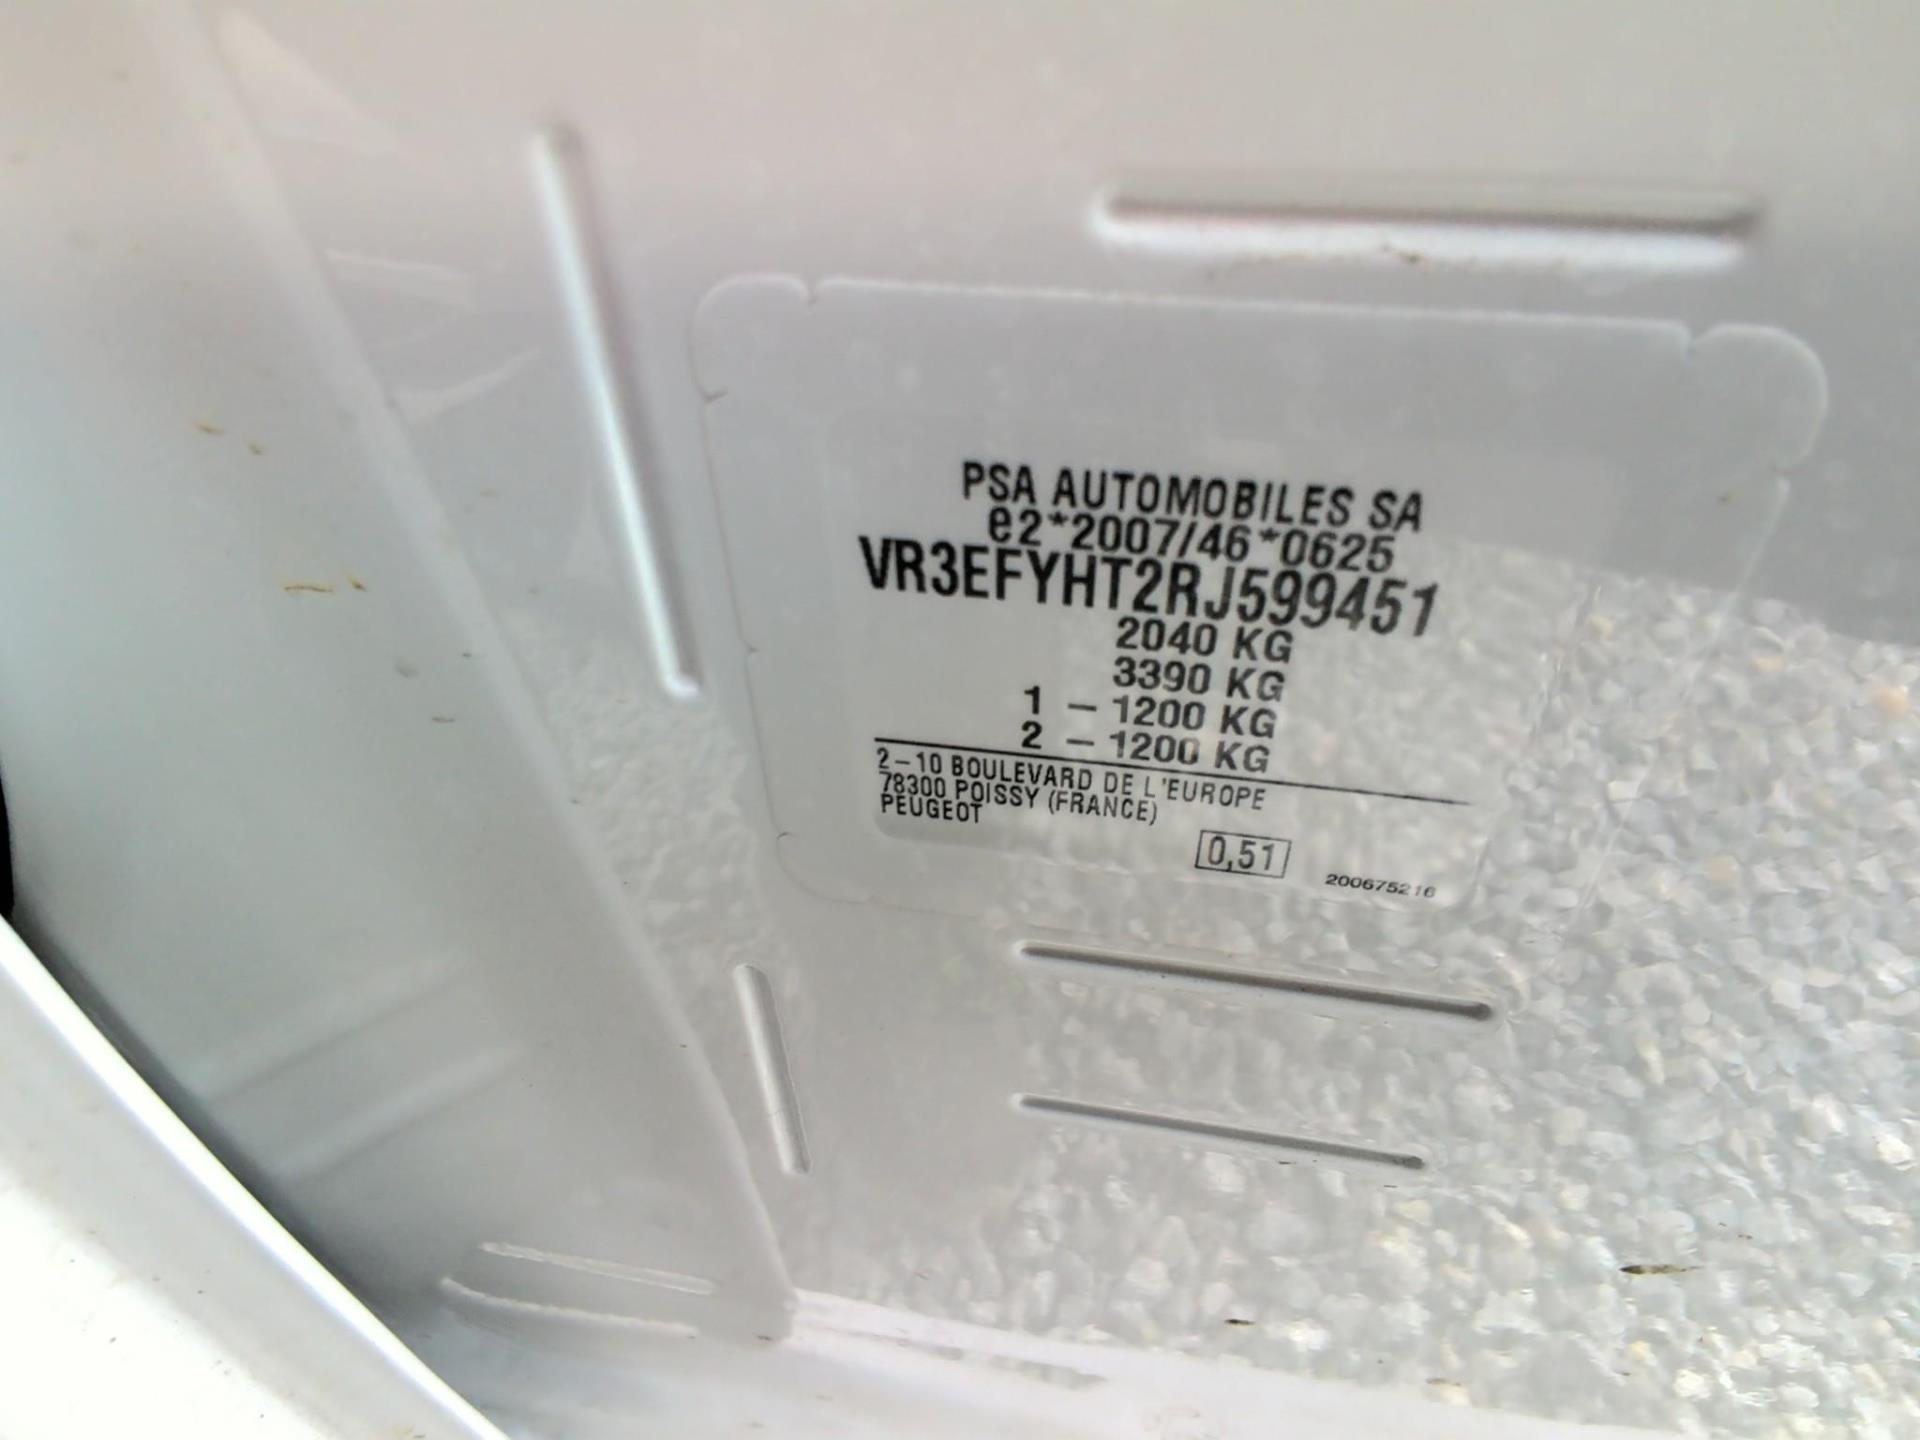 PSA AUTOMOBILES SA
e2*2007/46*0625
VR3EFYHT2RJ599451
2040 KG
3390 KG
1 – 1200 KG
2 – 1200 KG
2–10 BOULEVARD DE L'EUROPE
78300 POISSY (FRANCE)
PEUGEOT
0,51
200675216